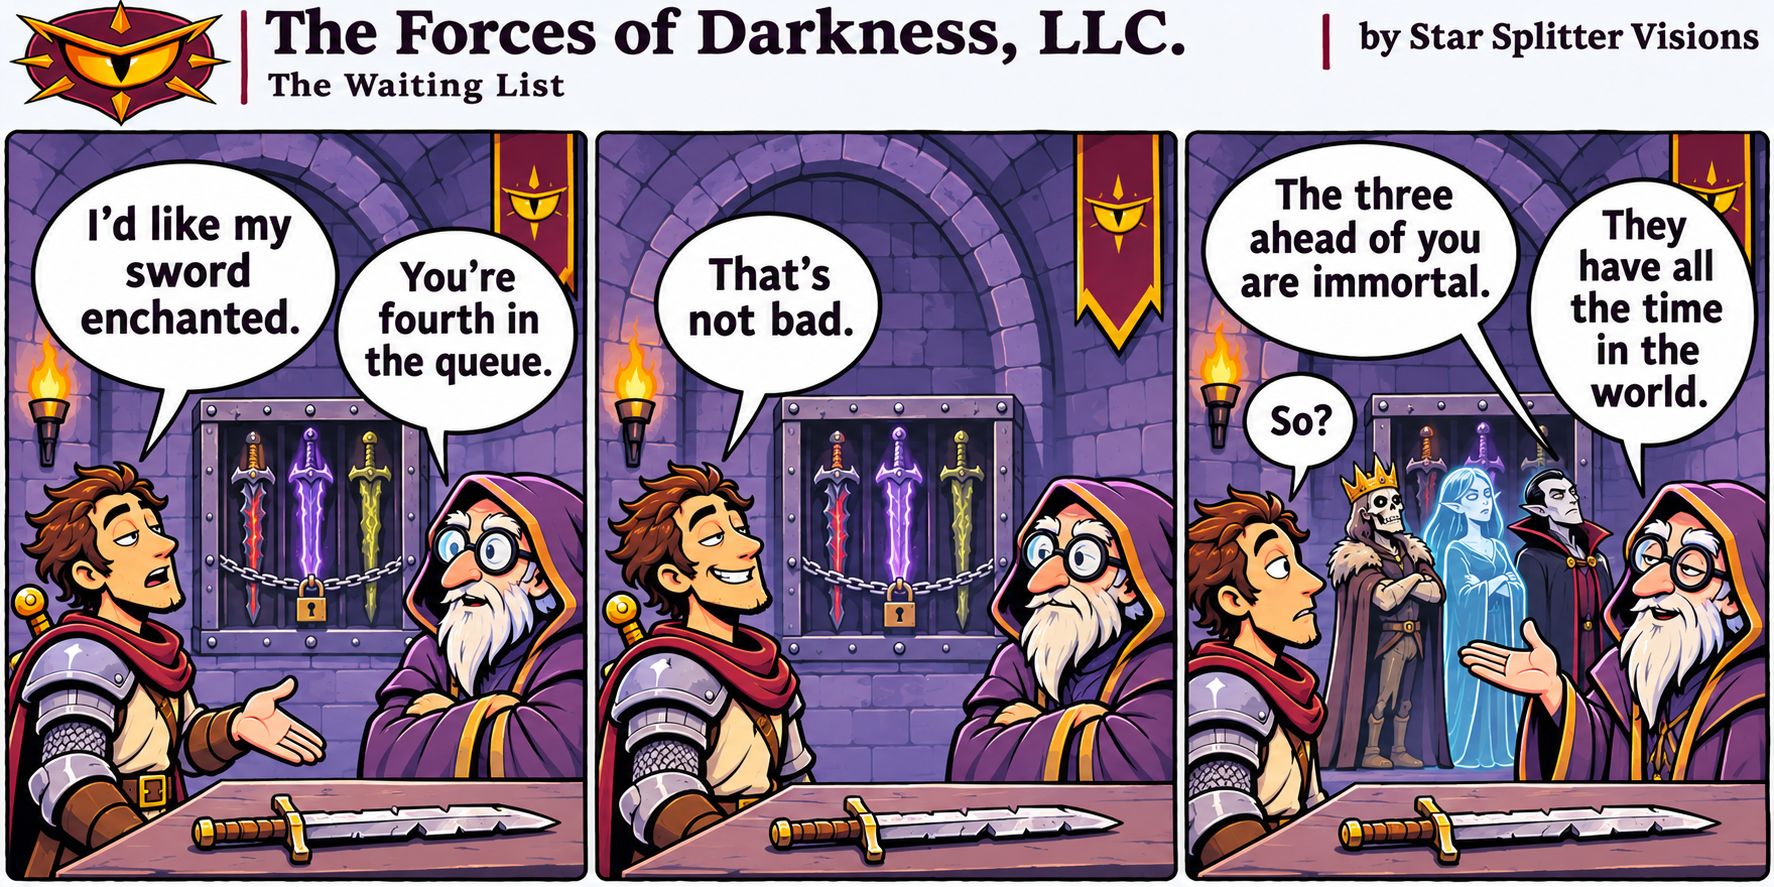 The Forces of Darkness, LLC.
The Waiting List
by Star Splitter Visions
I'd like my
sword
enchanted.
You're
fourth in
the queue.
That's
not bad.
The three
ahead of you
are immortal.
So?
They
have all
the time
in the
world.